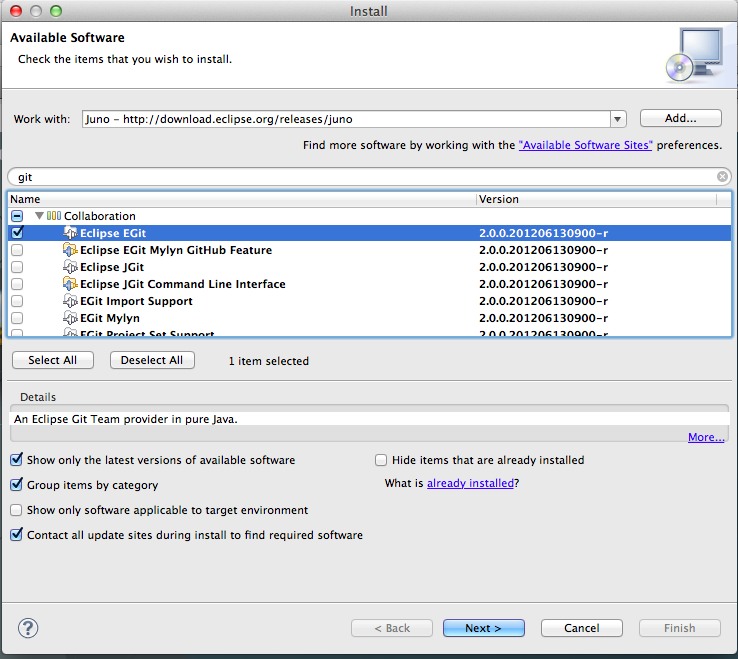 Install
Available Software
Check the items that you wish to install.
Work with: Juno - http://download.eclipse.org/releases/juno Add...
Find more software by working with the "Available Software Sites" preferences.
git
Name Version
Collaboration
Eclipse EGit 2.0.0.201206130900-r
Eclipse EGit Mylyn GitHub Feature 2.0.0.201206130900-r
Eclipse JGit 2.0.0.201206130900-r
Eclipse JGit Command Line Interface 2.0.0.201206130900-r
EGit Import Support 2.0.0.201206130900-r
EGit Mylyn 2.0.0.201206130900-r
EGit Project Set Support 2.0.0.201206130900-r
Select All Deselect All 1 item selected
Details
An Eclipse Git Team provider in pure Java.
More...
Show only the latest versions of available software Hide items that are already installed
Group items by category What is already installed?
Show only software applicable to target environment
Contact all update sites during install to find required software
? < Back Next > Cancel Finish